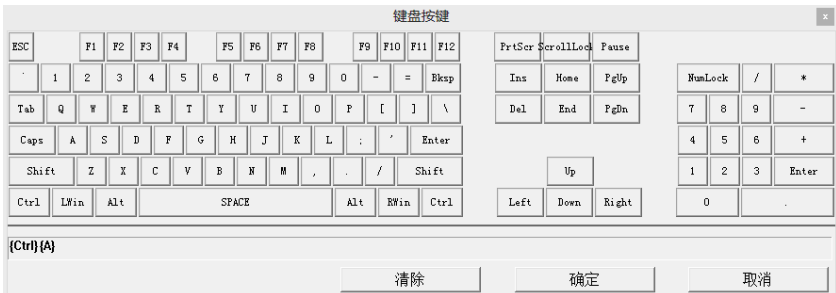 键盘按键 x
ESC F1 F2 F3 F4 F5 F6 F7 F8 F9 F10 F11 F12 PrtScr ScrollLock Pause
` 1 2 3 4 5 6 7 8 9 0 - = Bksp Ins Home PgUp NumLock / *
Tab Q W E R T Y U I O P [ ] \ Del End PgDn 7 8 9 -
Caps A S D F G H J K L ; ' Enter 4 5 6 +
Shift Z X C V B N M , . / Shift Up 1 2 3 Enter
Ctrl LWin Alt SPACE Alt RWin Ctrl Left Down Right 0 .
{Ctrl}{A}
清除 确定 取消